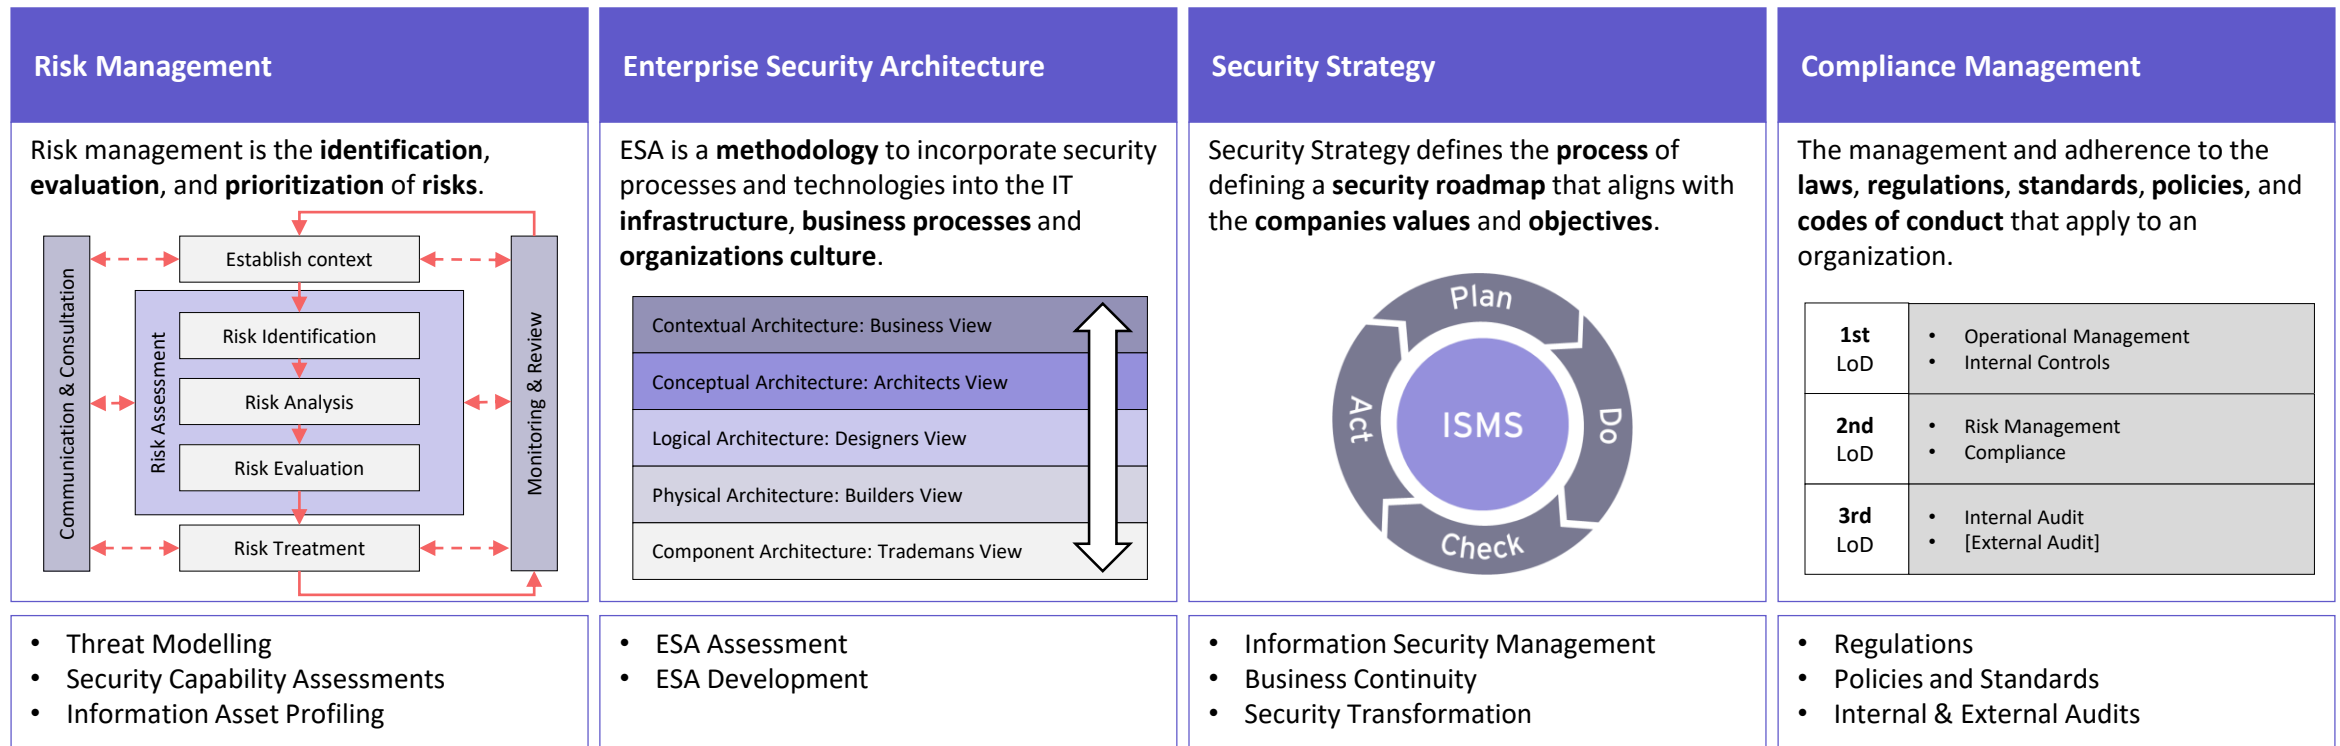 Risk Management
Risk management is the identification,
evaluation, and prioritization of risks.
Communication & Consultation
Establish context
Risk Assessment
Risk Identification
Risk Analysis
Risk Evaluation
Risk Treatment
Monitoring & Review
• Threat Modelling
• Security Capability Assessments
• Information Asset Profiling
Enterprise Security Architecture
ESA is a methodology to incorporate security
processes and technologies into the IT
infrastructure, business processes and
organizations culture.
Contextual Architecture: Business View
Conceptual Architecture: Architects View
Logical Architecture: Designers View
Physical Architecture: Builders View
Component Architecture: Trademans View
• ESA Assessment
• ESA Development
Security Strategy
Security Strategy defines the process of
defining a security roadmap that aligns with
the companies values and objectives.
Plan
Do
Check
Act
ISMS
• Information Security Management
• Business Continuity
• Security Transformation
Compliance Management
The management and adherence to the
laws, regulations, standards, policies, and
codes of conduct that apply to an
organization.
1st
LoD
• Operational Management
• Internal Controls
2nd
LoD
• Risk Management
• Compliance
3rd
LoD
• Internal Audit
• [External Audit]
• Regulations
• Policies and Standards
• Internal & External Audits